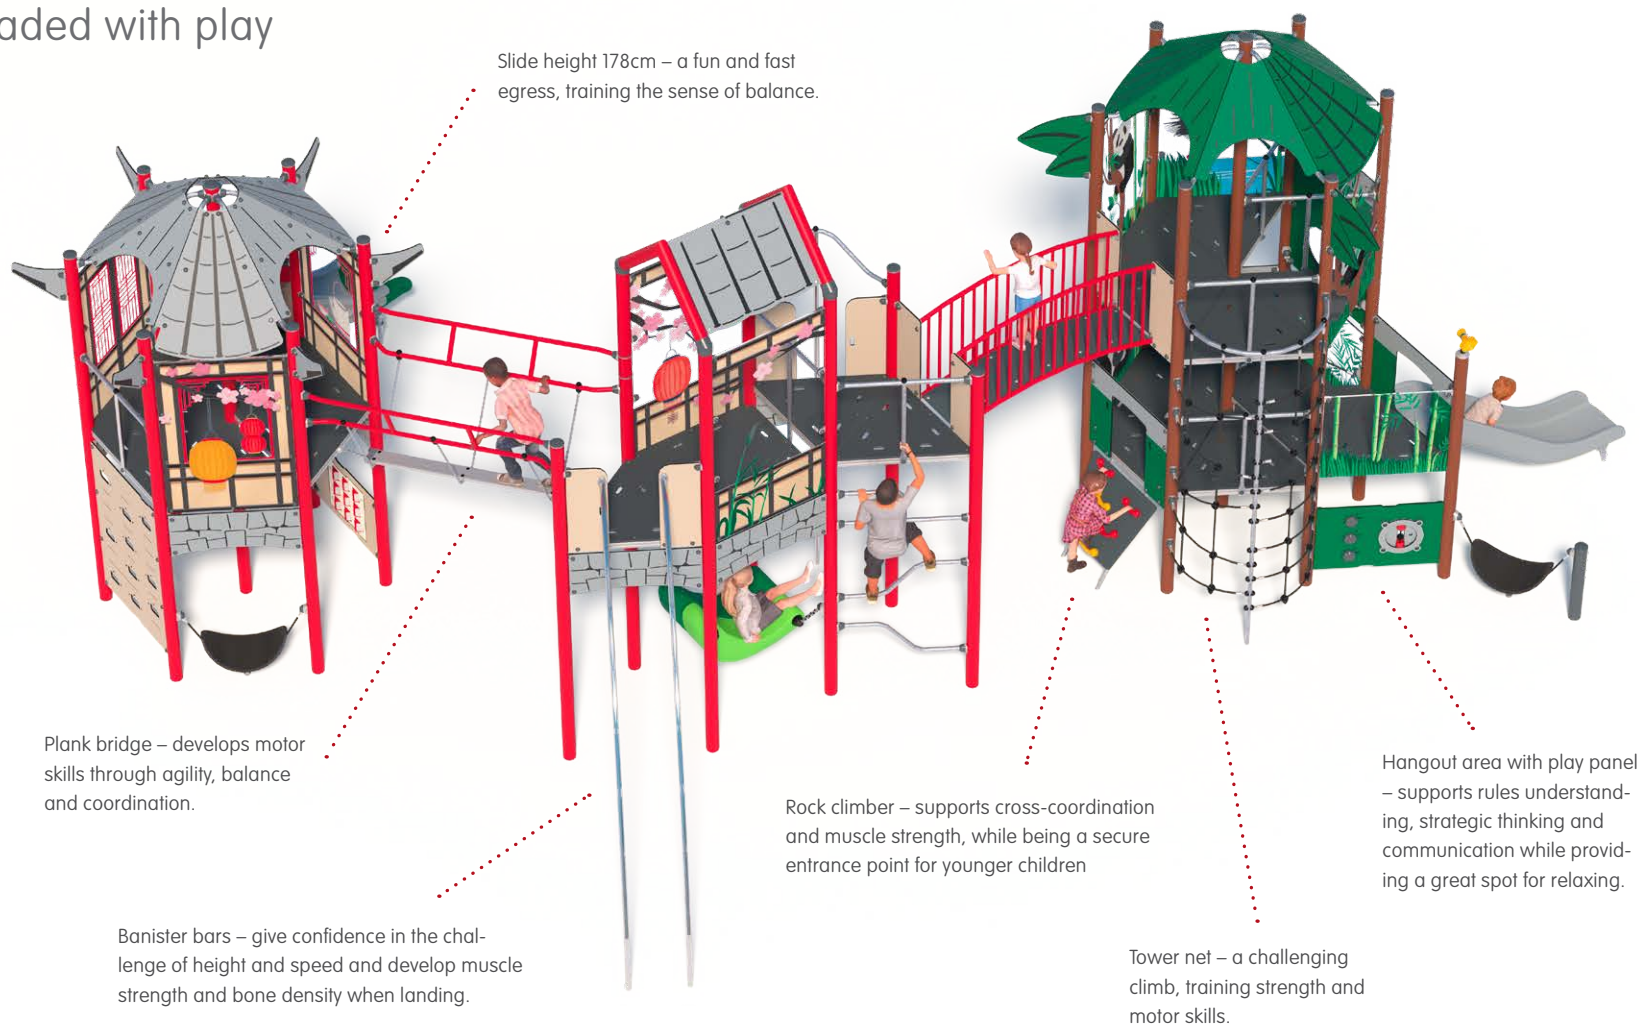 aded with play
Slide height 178cm – a fun and fast
egress, training the sense of balance.
Plank bridge – develops motor
skills through agility, balance
and coordination.
Banister bars – give confidence in the chal-
lenge of height and speed and develop muscle
strength and bone density when landing.
Rock climber – supports cross-coordination
and muscle strength, while being a secure
entrance point for younger children
Tower net – a challenging
climb, training strength and
motor skills.
Hangout area with play panel
– supports rules understand-
ing, strategic thinking and
communication while provid-
ing a great spot for relaxing.